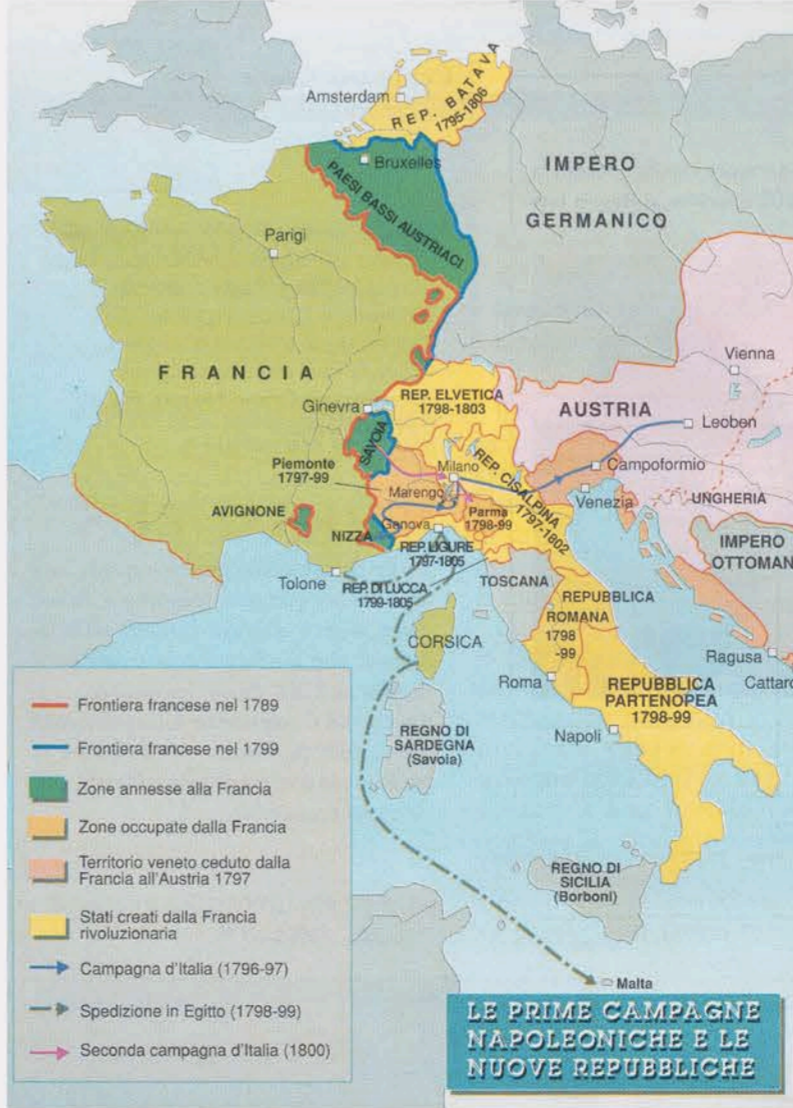 REP. BATAVA
1795-1806
Amsterdam
Bruxelles
PAESI BASSI AUSTRIACI
IMPERO
GERMANICO
Parigi
FRANCIA
Vienna
REP. ELVETICA
1798-1803
Ginevra
AUSTRIA
Leoben
SAVOIA
Piemonte
1797-99
Milano
REP. CISALPINA
1797-1802
Campoformio
Marengo
Venezia
UNGHERIA
Parma
1798-99
AVIGNONE
NIZZA
Genova
REP. LIGURE
1797-1805
IMPERO
OTTOMAN
Tolone
REP. DI LUCCA
1799-1805
TOSCANA
REPUBBLICA
ROMANA
1798
-99
CORSICA
Ragusa
Cattaro
Roma
REPUBBLICA
PARTENOPEA
1798-99
REGNO DI
SARDEGNA
(Savoia)
Napoli
REGNO DI
SICILIA
(Borboni)
Malta
Frontiera francese nel 1789
Frontiera francese nel 1799
Zone annesse alla Francia
Zone occupate dalla Francia
Territorio veneto ceduto dalla
Francia all'Austria 1797
Stati creati dalla Francia
rivoluzionaria
Campagna d'Italia (1796-97)
Spedizione in Egitto (1798-99)
Seconda campagna d'Italia (1800)
LE PRIME CAMPAGNE
NAPOLEONICHE E LE
NUOVE REPUBBLICHE